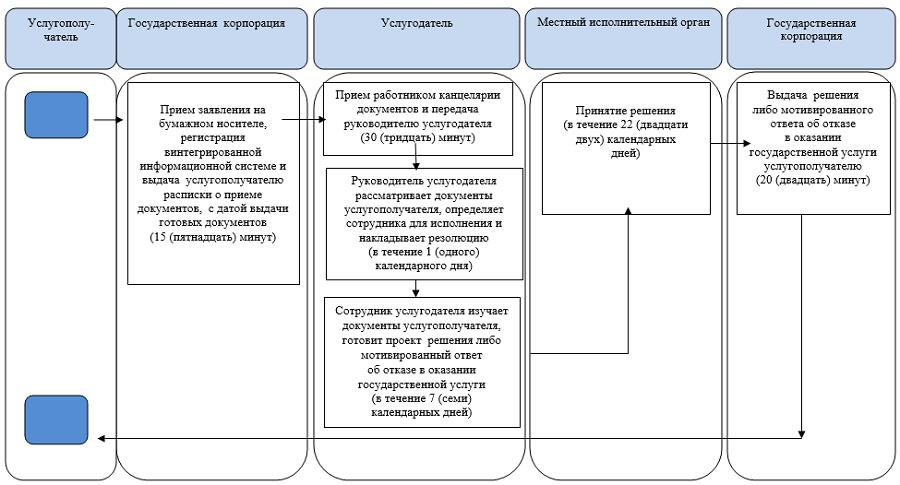 Услугополу-
чатель
Государственная корпорация
Услугодатель
Местный исполнительный орган
Государственная
корпорация
Прием заявления на
бумажном носителе,
регистрация
винтегрированной
информационной системе и
выдача услугополучателю
расписки о приеме
документов, с датой выдачи
готовых документов
(15 (пятнадцать) минут)
Прием работником канцелярии
документов и передача
руководителю услугодателя
(30 (тридцать) минут)
Руководитель услугодателя
рассматривает документы
услугополучателя, определяет
сотрудника для исполнения и
накладывает резолюцию
(в течение 1 (одного)
календарного дня)
Сотрудник услугодателя изучает
документы услугополучателя,
готовит проект решения либо
мотивированный ответ
об отказе в оказании
государственной услуги
(в течение 7 (семи)
календарных дней)
Принятие решения
(в течение 22 (двадцати
двух) календарных
дней)
Выдача решения
либо мотивированного
ответа об отказе
в оказании
государственной услуги
услугополучателю
(20 (двадцать) минут)